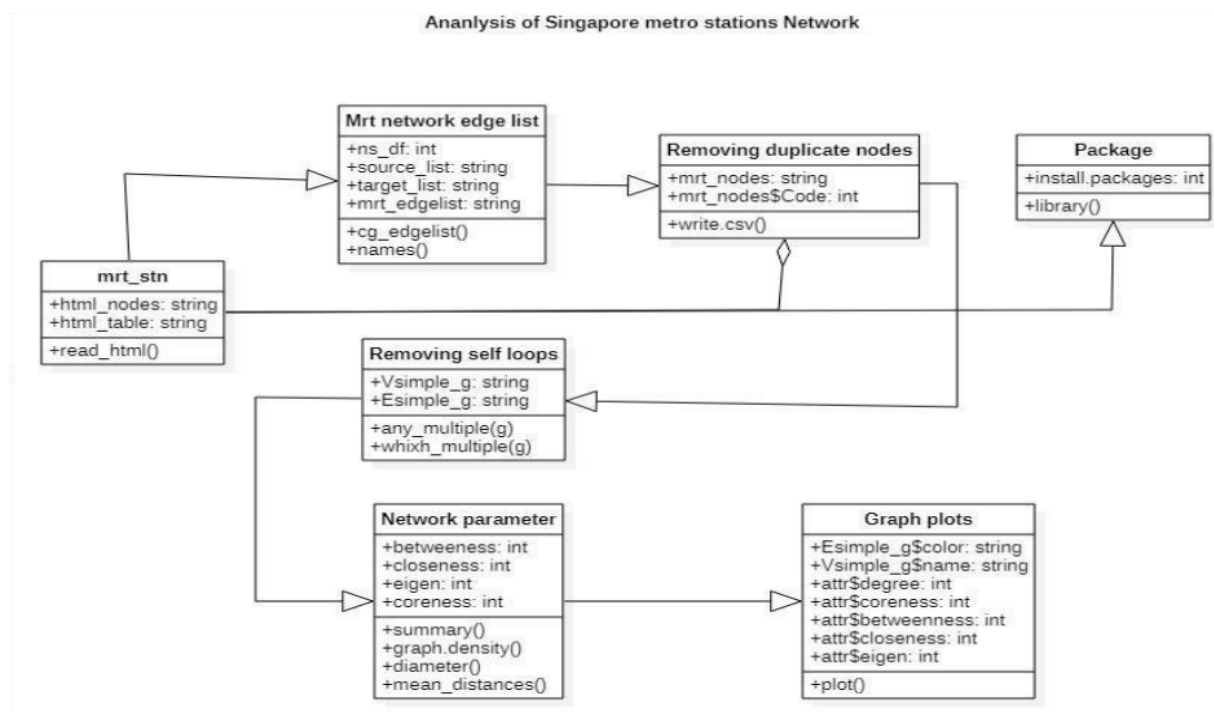 Ananlysis of Singapore metro stations Network
Mrt network edge list
+ns_df: int
+source_list: string
+target_list: string
+mrt_edgelist: string
+cg_edgelist()
+names()
Removing duplicate nodes
+mrt_nodes: string
+mrt_nodes$Code: int
+write.csv()
Package
+install.packages: int
+library()
mrt_stn
+html_nodes: string
+html_table: string
+read_html()
Removing self loops
+Vsimple_g: string
+Esimple_g: string
+any_multiple(g)
+whixh_multiple(g)
Network parameter
+betweeness: int
+closeness: int
+eigen: int
+coreness: int
+summary()
+graph.density()
+diameter()
+mean_distances()
Graph plots
+Esimple_g$color: string
+Vsimple_g$name: string
+attr$degree: int
+attr$coreness: int
+attr$betweenness: int
+attr$closeness: int
+attr$eigen: int
+plot()